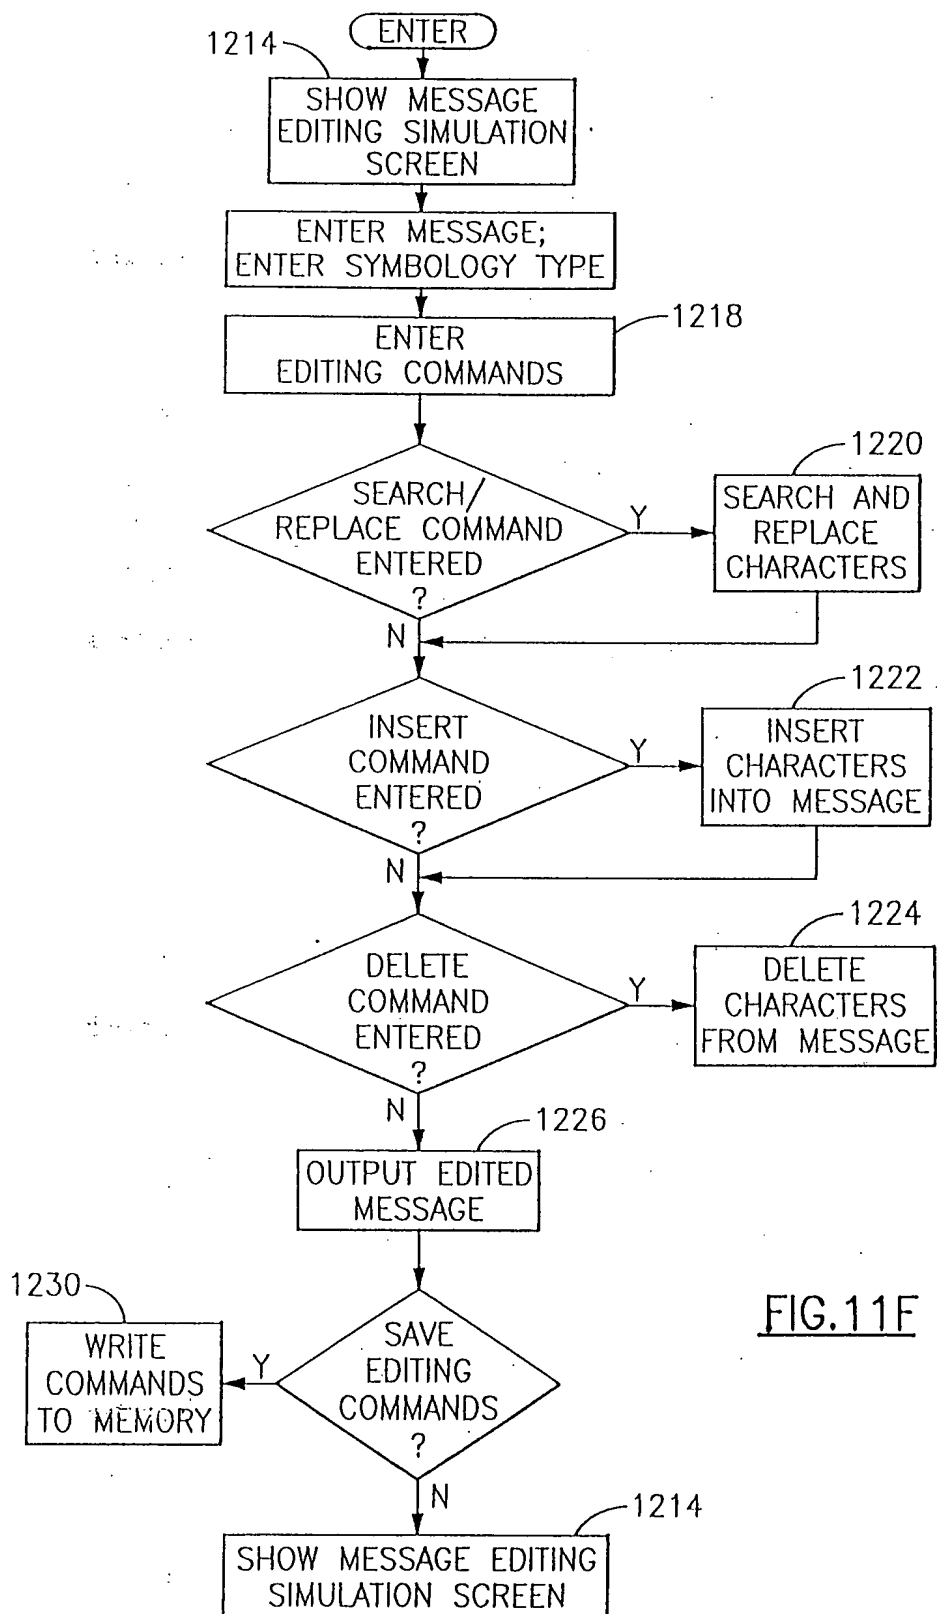 ENTER
1214
SHOW MESSAGE
EDITING SIMULATION
SCREEN
ENTER MESSAGE;
ENTER SYMBOLOGY TYPE
1218
ENTER
EDITING COMMANDS
SEARCH/
REPLACE COMMAND
ENTERED
?
Y
N
1220
SEARCH AND
REPLACE
CHARACTERS
INSERT
COMMAND
ENTERED
?
Y
N
1222
INSERT
CHARACTERS
INTO MESSAGE
DELETE
COMMAND
ENTERED
?
Y
N
1224
DELETE
CHARACTERS
FROM MESSAGE
1226
OUTPUT EDITED
MESSAGE
SAVE
EDITING
COMMANDS
?
Y
N
1230
WRITE
COMMANDS
TO MEMORY
FIG.11F
1214
SHOW MESSAGE EDITING
SIMULATION SCREEN